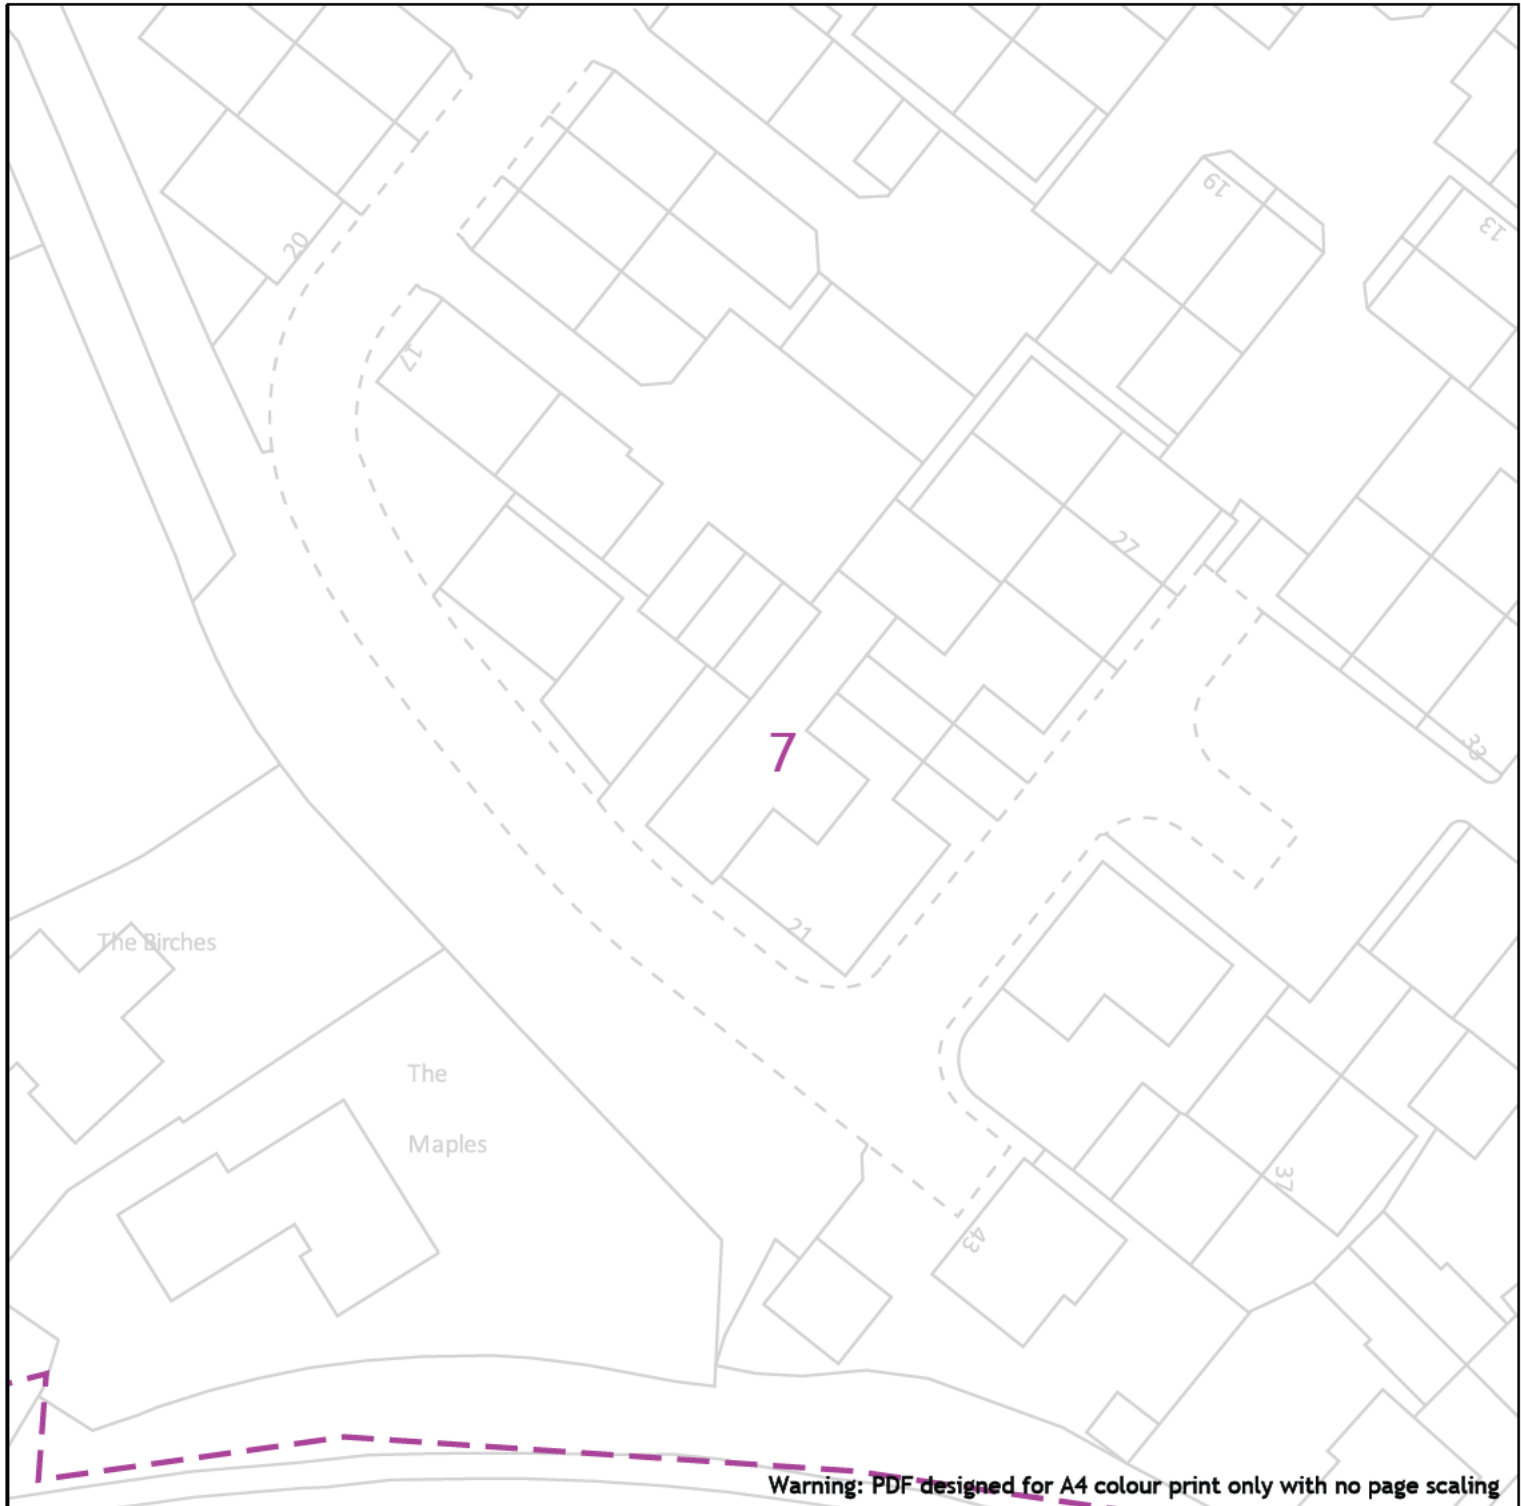 19
13
20
17
27
7
33
21
The Birches
The
Maples
37
43
Warning: PDF designed for A4 colour print only with no page scaling